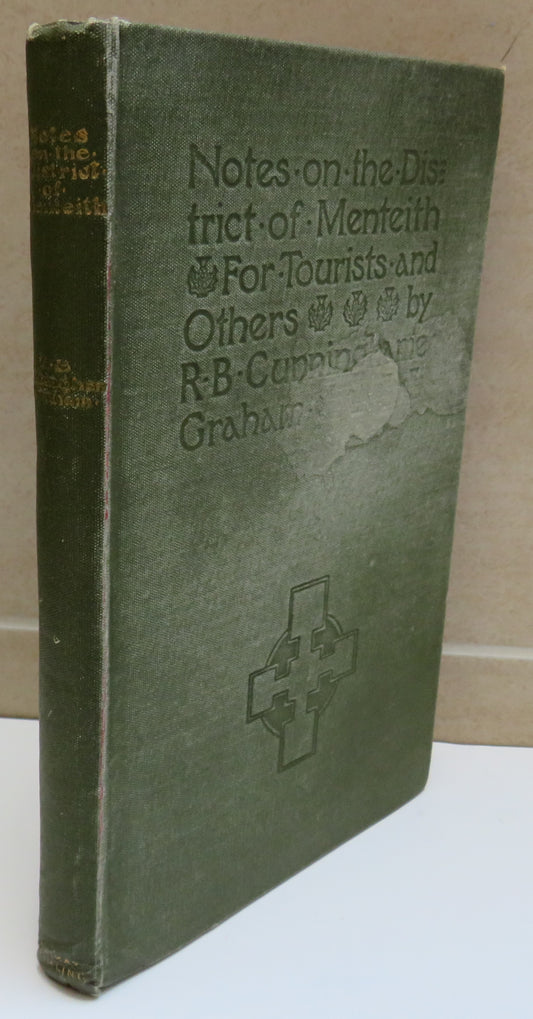 Notes
on·the·
District·
of·
Menteith
R·B
Notes·on·the·Dis=
trict·of·Menteith
For·Tourists·and
Others by
R·B·Cunninghame
Graham